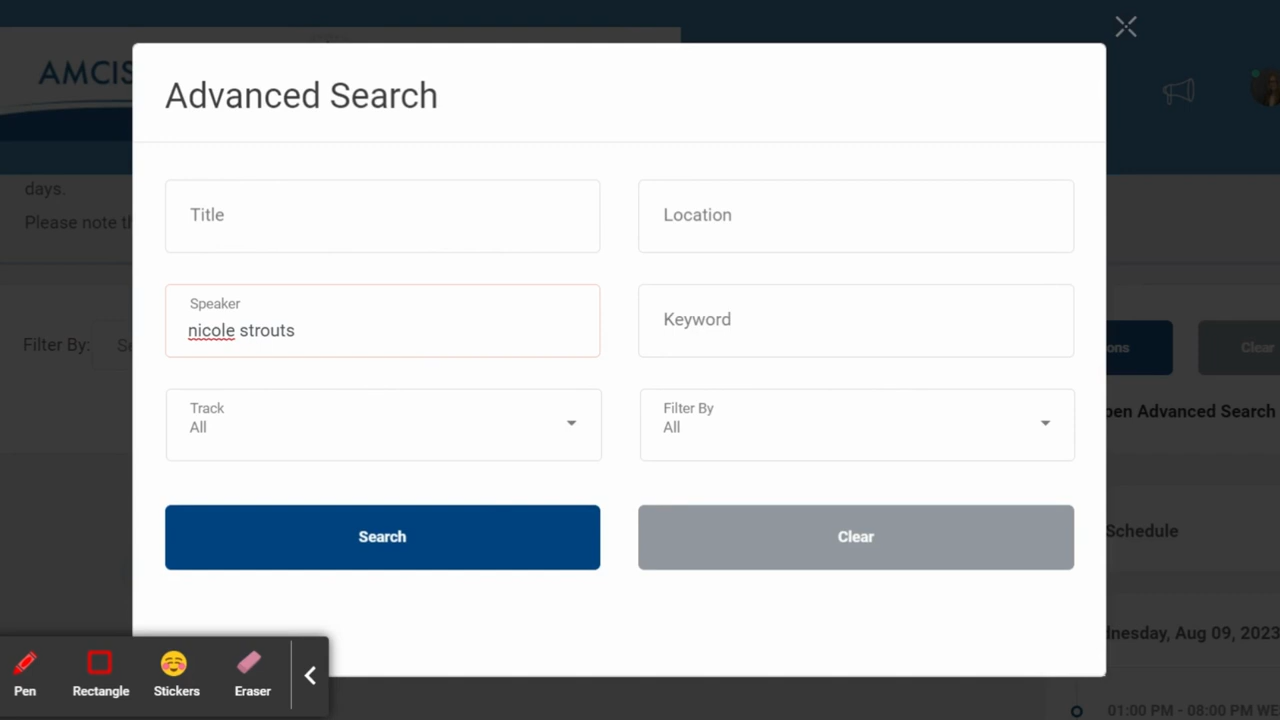 AMCIS
Advanced Search
days.
Please note th
Title
Location
Speaker
nicole strouts
Keyword
Filter By:
ons
Clear
Track
All
Filter By
All
pen Advanced Search
Search
Clear
Schedule
dnesday, Aug 09, 2023
Pen
Rectangle
Stickers
Eraser
01:00 PM - 08:00 PM WE